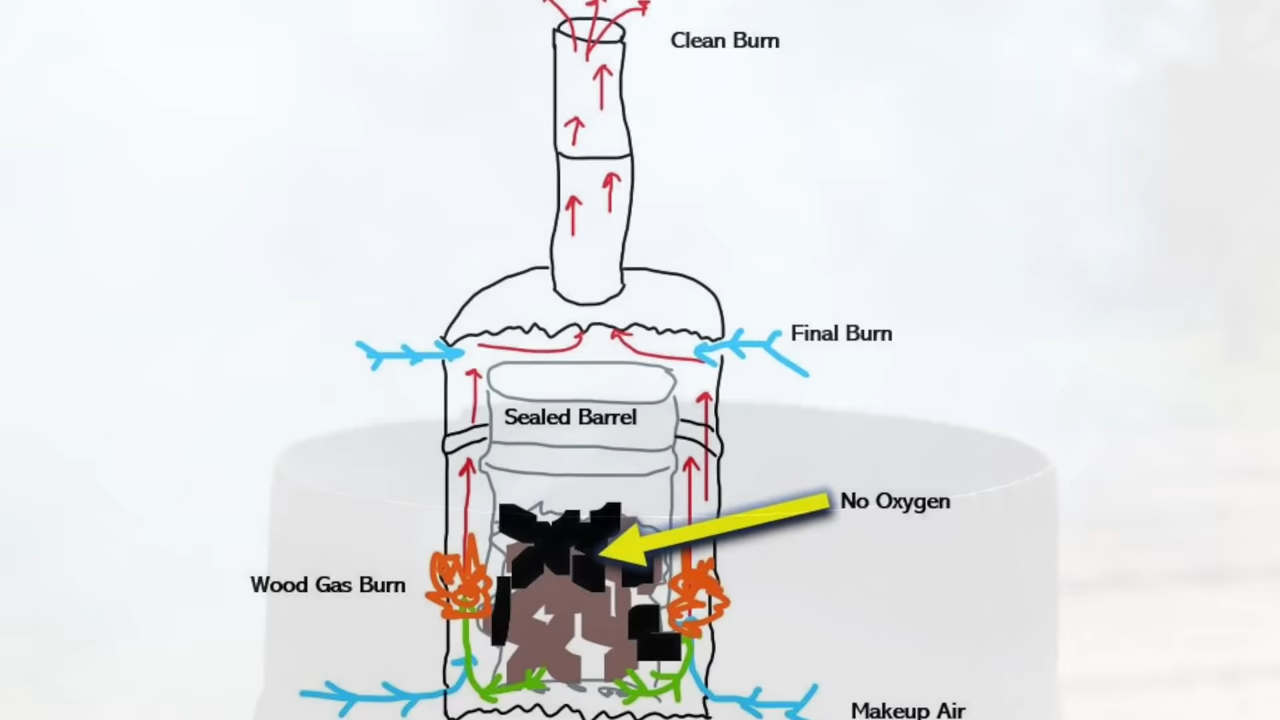 Clean Burn
Final Burn
Sealed Barrel
No Oxygen
Wood Gas Burn
Makeup Air